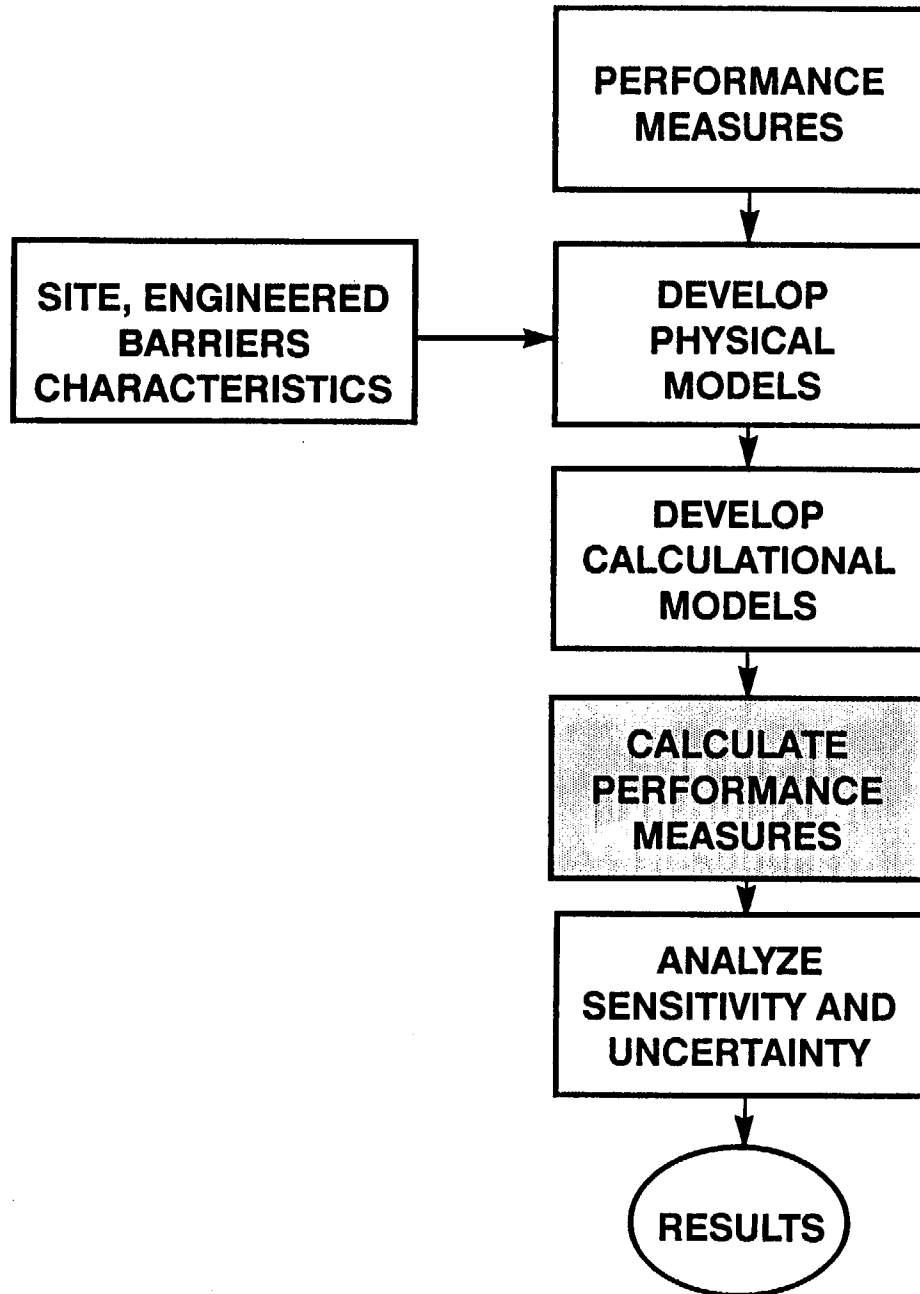 PERFORMANCE
MEASURES
SITE, ENGINEERED
BARRIERS
CHARACTERISTICS
DEVELOP
PHYSICAL
MODELS
DEVELOP
CALCULATIONAL
MODELS
CALCULATE
PERFORMANCE
MEASURES
ANALYZE
SENSITIVITY AND
UNCERTAINTY
RESULTS